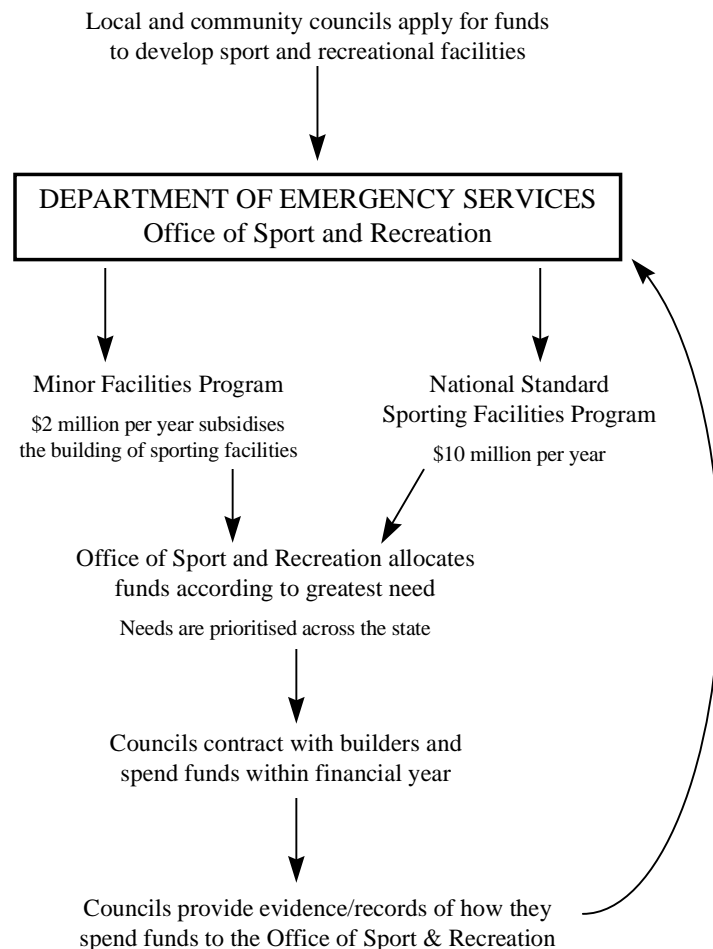 Local and community councils apply for funds
to develop sport and recreational facilities
DEPARTMENT OF EMERGENCY SERVICES
Office of Sport and Recreation
Minor Facilities Program
$2 million per year subsidises
the building of sporting facilities
National Standard
Sporting Facilities Program
$10 million per year
Office of Sport and Recreation allocates
funds according to greatest need
Needs are prioritised across the state
Councils contract with builders and
spend funds within financial year
Councils provide evidence/records of how they
spend funds to the Office of Sport & Recreation